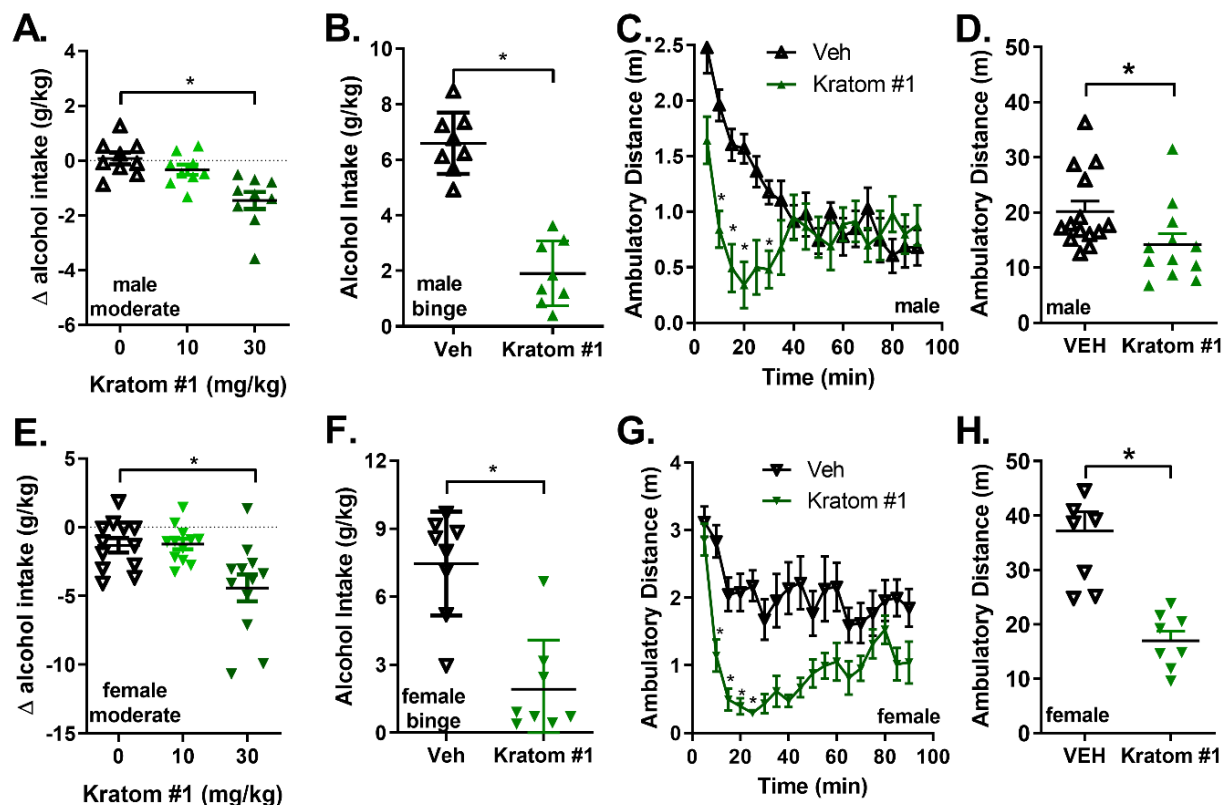 A.
Δ alcohol intake (g/kg)
4
2
0
-2
-4
-6
*
male
moderate
0 10 30
Kratom #1 (mg/kg)
B.
Alcohol Intake (g/kg)
10
8
6
4
2
0
*
male
binge
Veh Kratom #1
C.
Ambulatory Distance (m)
2.5
2.0
1.5
1.0
0.5
0.0
Veh
Kratom #1
* * * *
male
0 20 40 60 80 100
Time (min)
D.
Ambulatory Distance (m)
50
40
30
20
10
0
*
male
VEH Kratom #1
E.
Δ alcohol intake (g/kg)
5
0
-5
-10
-15
*
female
moderate
0 10 30
Kratom #1 (mg/kg)
F.
Alcohol Intake (g/kg)
12
9
6
3
0
*
female
binge
Veh Kratom #1
G.
Ambulatory Distance (m)
4
3
2
1
0
Veh
Kratom #1
* * * *
female
0 20 40 60 80 100
Time (min)
H.
Ambulatory Distance (m)
50
40
30
20
10
0
*
female
VEH Kratom #1